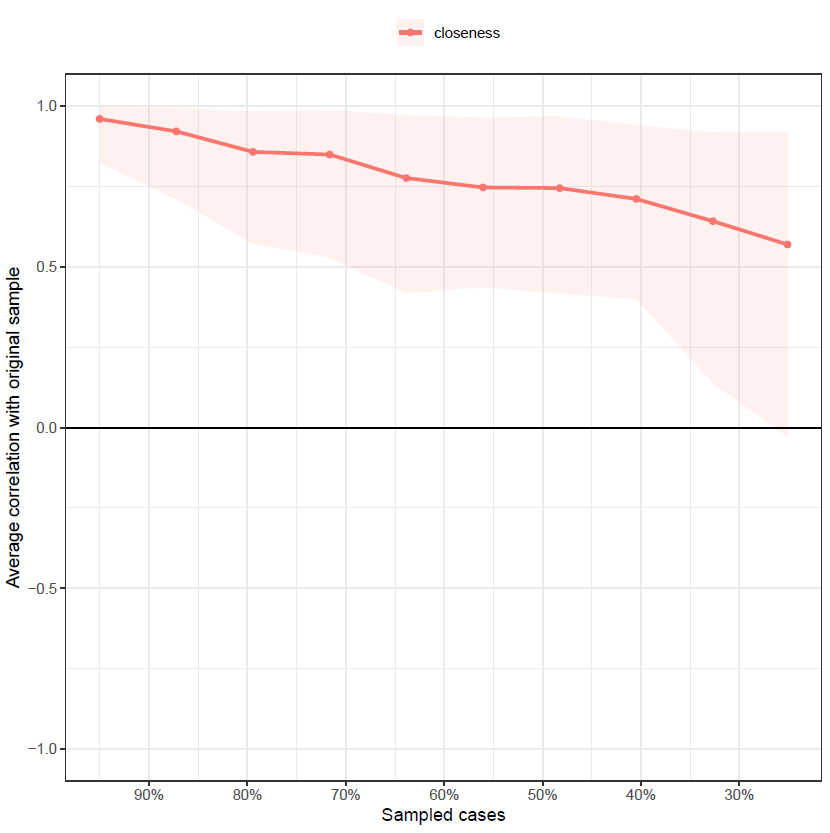 closeness
Average correlation with original sample
1.0
0.5
0.0
−0.5
−1.0
90% 80% 70% 60% 50% 40% 30%
Sampled cases